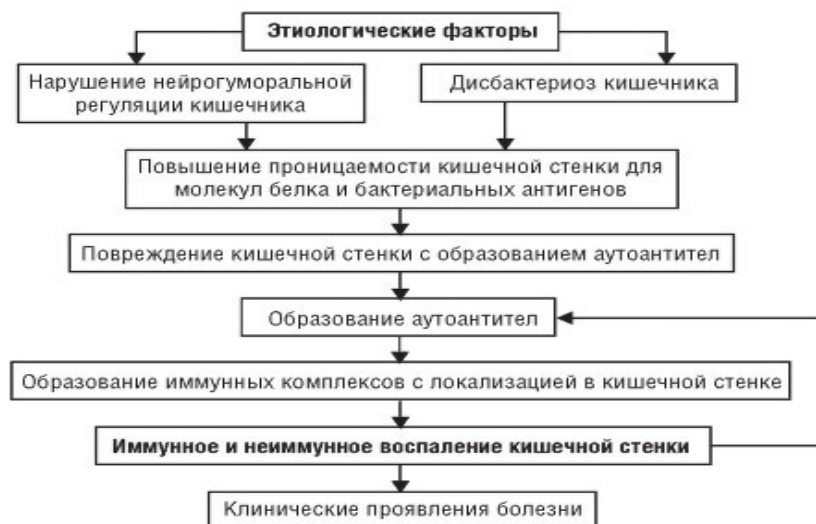 Этиологические факторы
Нарушение нейрогуморальной
регуляции кишечника
Дисбактериоз кишечника
Повышение проницаемости кишечной стенки для
молекул белка и бактериальных антигенов
Повреждение кишечной стенки с образованием аутоантител
Образование аутоантител
Образование иммунных комплексов с локализацией в кишечной стенке
Иммунное и неиммунное воспаление кишечной стенки
Клинические проявления болезни